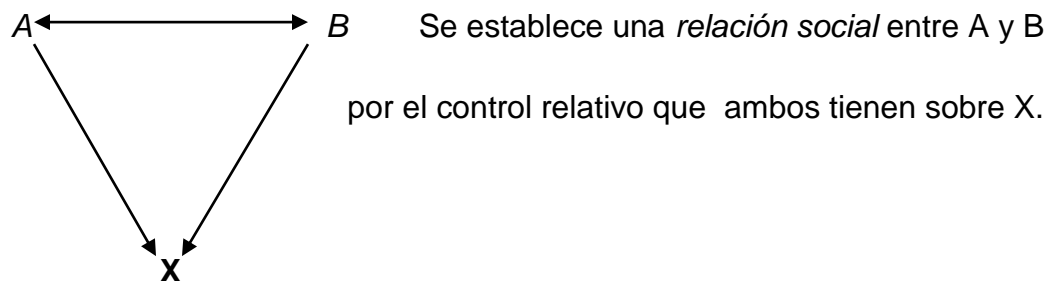 A B Se establece una relación social entre A y B
por el control relativo que ambos tienen sobre X.
X